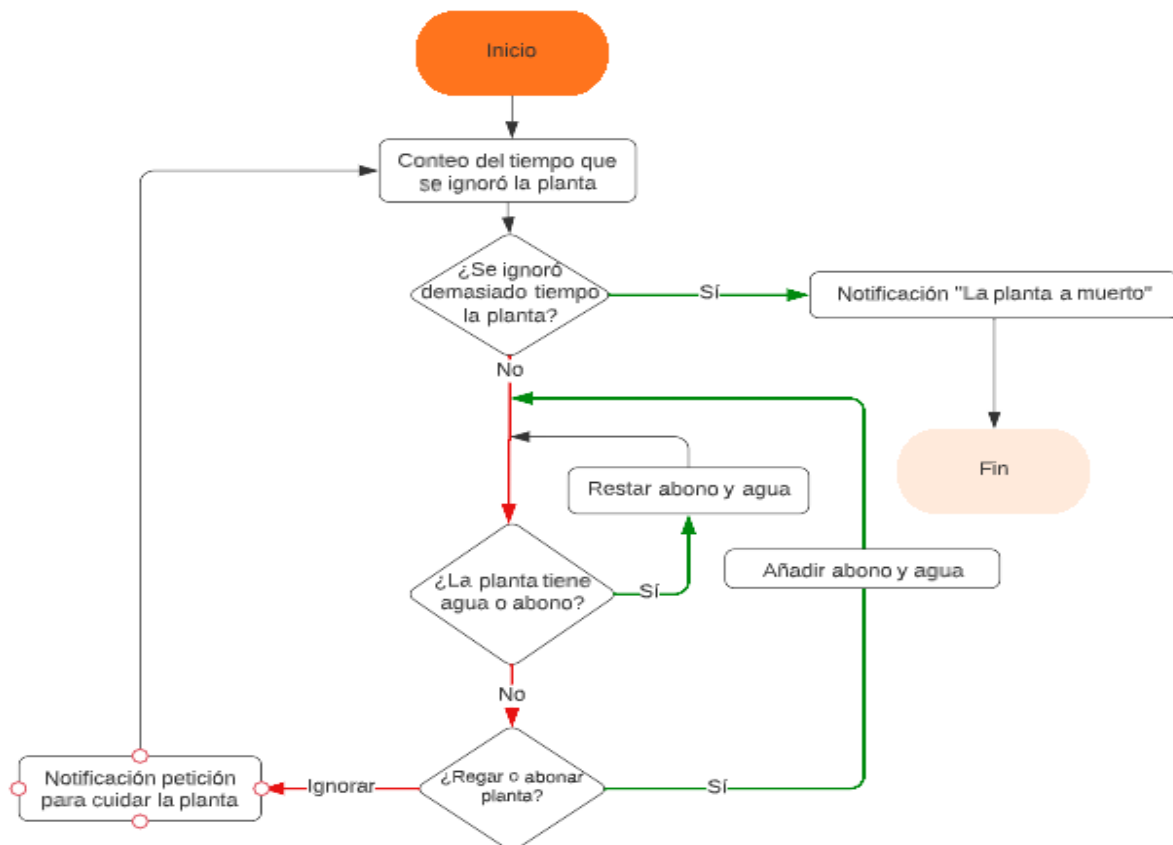 Inicio
Conteo del tiempo que
se ignoró la planta
¿Se ignoró
demasiado tiempo
la planta?
Sí
Notificación "La planta a muerto"
No
Fin
Restar abono y agua
Añadir abono y agua
¿La planta tiene
agua o abono?
Sí
No
¿Regar o abonar
planta?
Ignorar
Sí
Notificación petición
para cuidar la planta